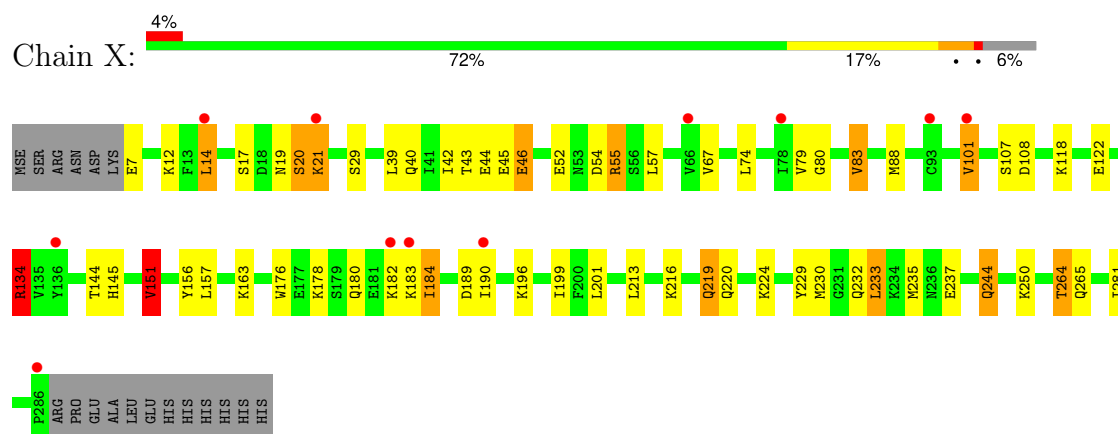 4%
Chain X:
72% 17% • • 6%
MSE SER ARG ASN ASP LYS E7 K12 F13 L14 S17 D18 N19 S20 K21 S29 L39 Q40 I41 I42 T43 E44 E45 E46 E52 N53 D54 R55 S56 L57 V66 V67 L74 I78 V79 G80 V83 M88 C93 V101 S107 D108 K118 E122
R134 V135 Y136 T144 H145 V151 Y156 L157 K163 W176 E177 K178 S179 Q180 E181 K182 K183 I184 D189 I190 K196 I199 F200 L201 L213 K216 Q219 Q220 K224 Y229 M230 G231 Q232 L233 K234 M235 N236 E237 Q244 K250 T264 Q265
P286 ARG PRO GLU ALA LEU GLU HIS HIS HIS HIS HIS HIS